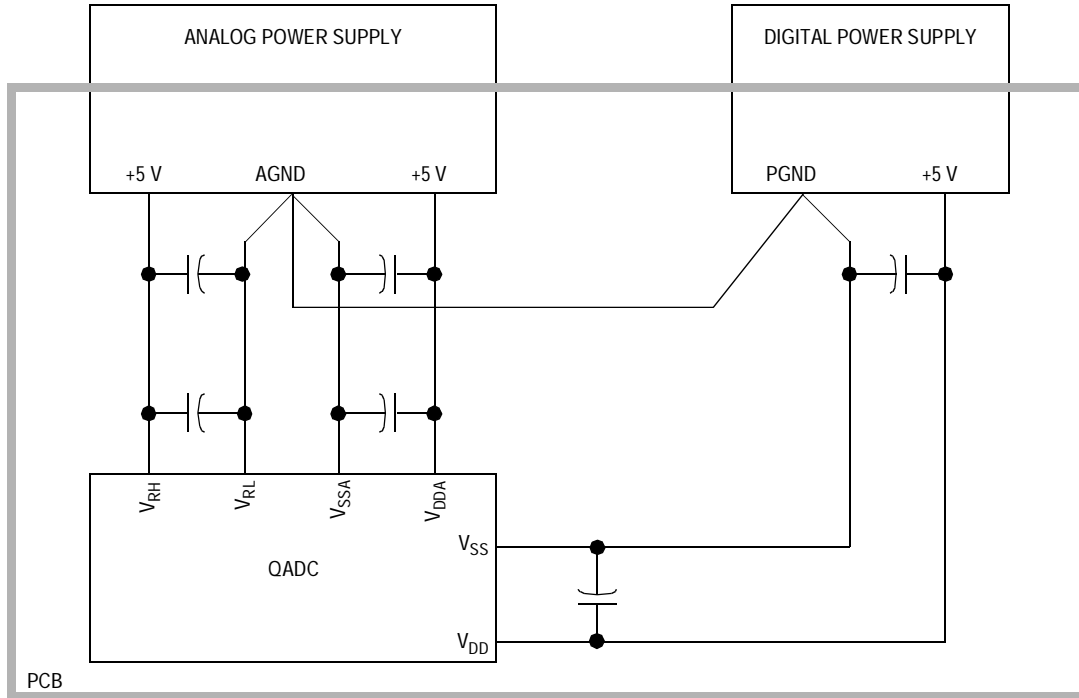 ANALOG POWER SUPPLY
DIGITAL POWER SUPPLY
+5 V
AGND
+5 V
PGND
+5 V
VRH
VRL
VSSA
VDDA
VSS
QADC
VDD
PCB